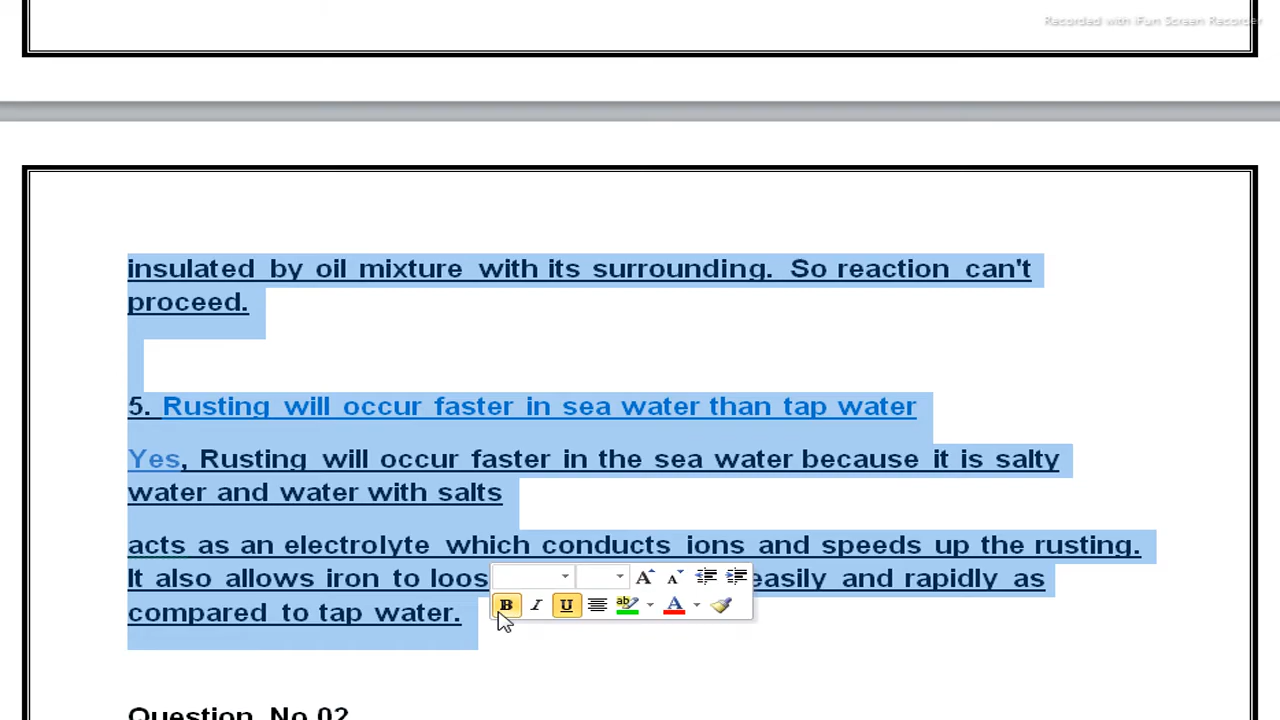 Recorded with iFun Screen Recorder
insulated by oil mixture with its surrounding. So reaction can't
proceed.
5. Rusting will occur faster in sea water than tap water
Yes, Rusting will occur faster in the sea water because it is salty
water and water with salts
acts as an electrolyte which conducts ions and speeds up the rusting.
It also allows iron to loos easily and rapidly as
compared to tap water.
Question No 02